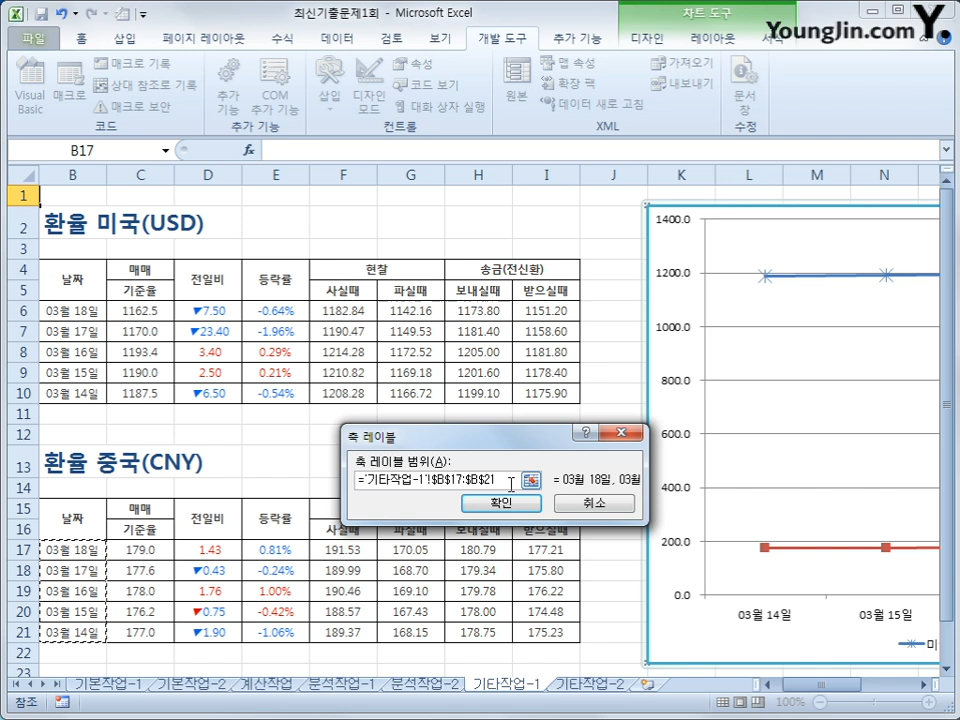 최신기출문제1회 - Microsoft Excel
차트 도구
Younglin.com Y.
파일 홈 삽입 페이지 레이아웃 수식 데이터 검토 보기 개발 도구 추가 기능 디자인 레이아웃
Visual Basic
매크로
매크로 기록
상대 참조로 기록
매크로 보안
코드
추가 기능
COM 추가 기능
추가 기능
삽입
디자인 모드
속성
코드 보기
대화 상자 실행
컨트롤
원본
맵 속성
확장 팩
데이터 새로 고침
가져오기
내보내기
XML
문서 창
수정
B17 fx
B C D E F G H I J K L M N
1
2 환율 미국(USD)
3
4 날짜 매매 전일비 등락률 현찰 송금(전신환)
5 기준율 사실때 파실때 보내실때 받으실때
6 03월 18일 1162.5 ▼7.50 -0.64% 1182.84 1142.16 1173.80 1151.20
7 03월 17일 1170.0 ▼23.40 -1.96% 1190.47 1149.53 1181.40 1158.60
8 03월 16일 1193.4 3.40 0.29% 1214.28 1172.52 1205.00 1181.80
9 03월 15일 1190.0 2.50 0.21% 1210.82 1169.18 1201.60 1178.40
10 03월 14일 1187.5 ▼6.50 -0.54% 1208.28 1166.72 1199.10 1175.90
11
12
13 환율 중국(CNY)
14
15 날짜 매매 전일비 등락률
16 기준율 사실때 파실때 보내실때 받으실때
17 03월 18일 179.0 1.43 0.81% 191.53 170.05 180.79 177.21
18 03월 17일 177.6 ▼0.43 -0.24% 189.99 168.70 179.34 175.80
19 03월 16일 178.0 1.76 1.00% 190.46 169.10 179.78 176.22
20 03월 15일 176.2 ▼0.75 -0.42% 188.57 167.43 178.00 174.48
21 03월 14일 177.0 ▼1.90 -1.06% 189.37 168.15 178.75 175.23
22
23
축 레이블
축 레이블 범위(A):
='기타작업-1'!$B$17:$B$21 = 03월 18일, 03월
확인 취소
1400.0
1200.0
1000.0
800.0
600.0
400.0
200.0
0.0
03월 14일 03월 15일
미
기본작업-1 기본작업-2 계산작업 분석작업-1 분석작업-2 기타작업-1 기타작업-2
참조 100%